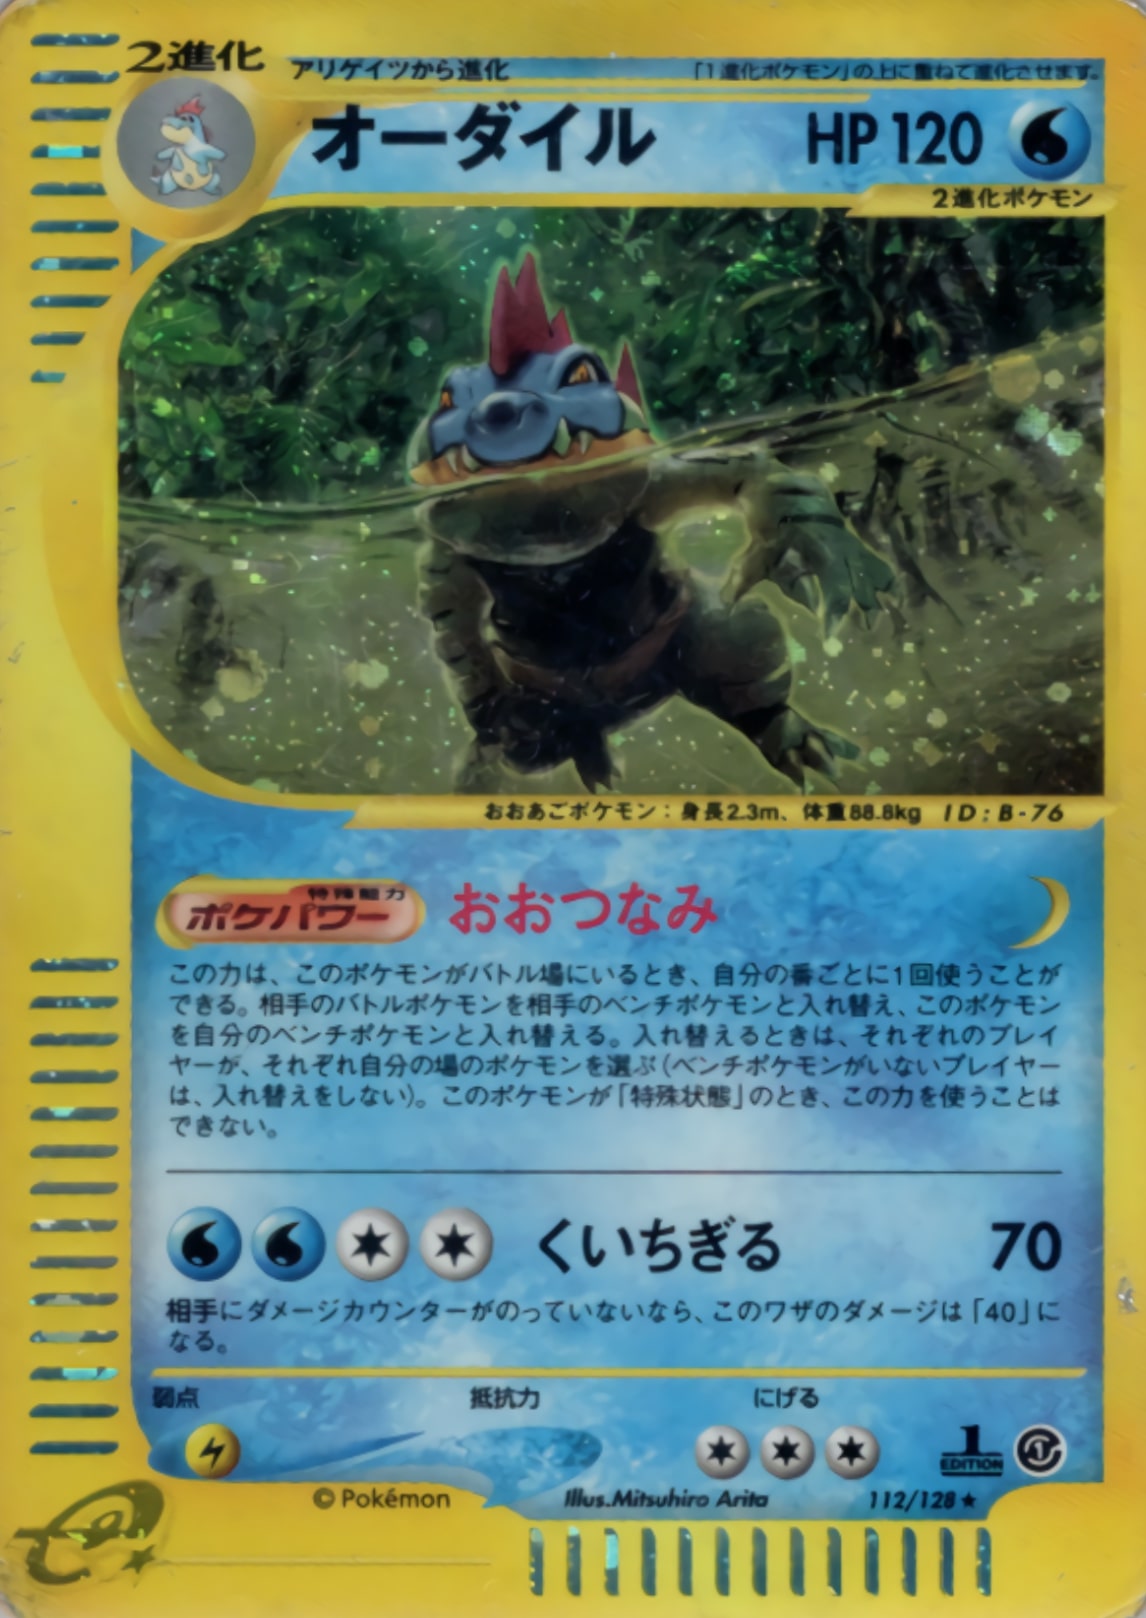 2進化
アリゲイツから進化
「1進化ポケモン」の上に重ねて進化させます。
オーダイル HP 120
2進化ポケモン
おおあごポケモン：身長2.3m、体重88.8kg ID:B-76
特殊能力
ポケパワー おおつなみ
この力は、このポケモンがバトル場にいるとき、自分の番ごとに1回使うことが
できる。相手のバトルポケモンを相手のベンチポケモンと入れ替え、このポケモン
を自分のベンチポケモンと入れ替える。入れ替えるときは、それぞれのプレイ
ヤーが、それぞれ自分の場のポケモンを選ぶ（ベンチポケモンがいないプレイヤー
は、入れ替えをしない）。このポケモンが「特殊状態」のとき、この力を使うことは
できない。
くいちぎる 70
相手にダメージカウンターがのっていないなら、このワザのダメージは「40」に
なる。
弱点 抵抗力 にげる
1 EDITION
© Pokémon Illus.Mitsuhiro Arita 112/128 ★